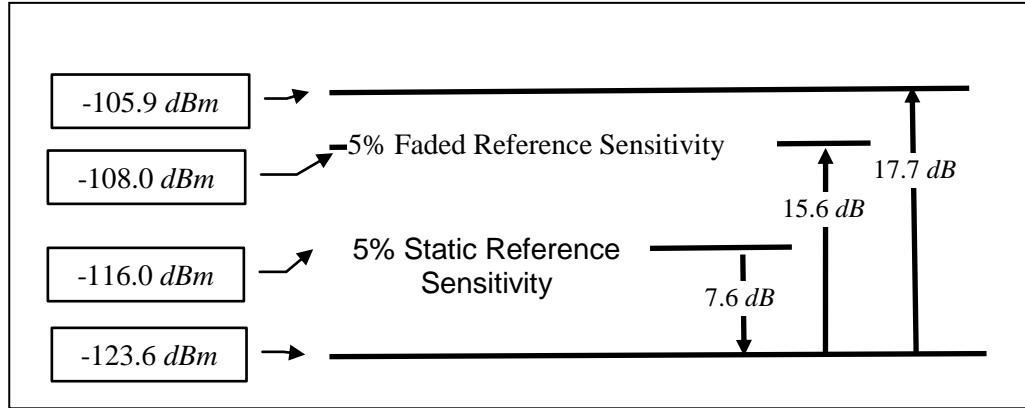 -105.9 dBm
5% Faded Reference Sensitivity
-108.0 dBm
17.7 dB
15.6 dB
5% Static Reference
Sensitivity
-116.0 dBm
7.6 dB
-123.6 dBm